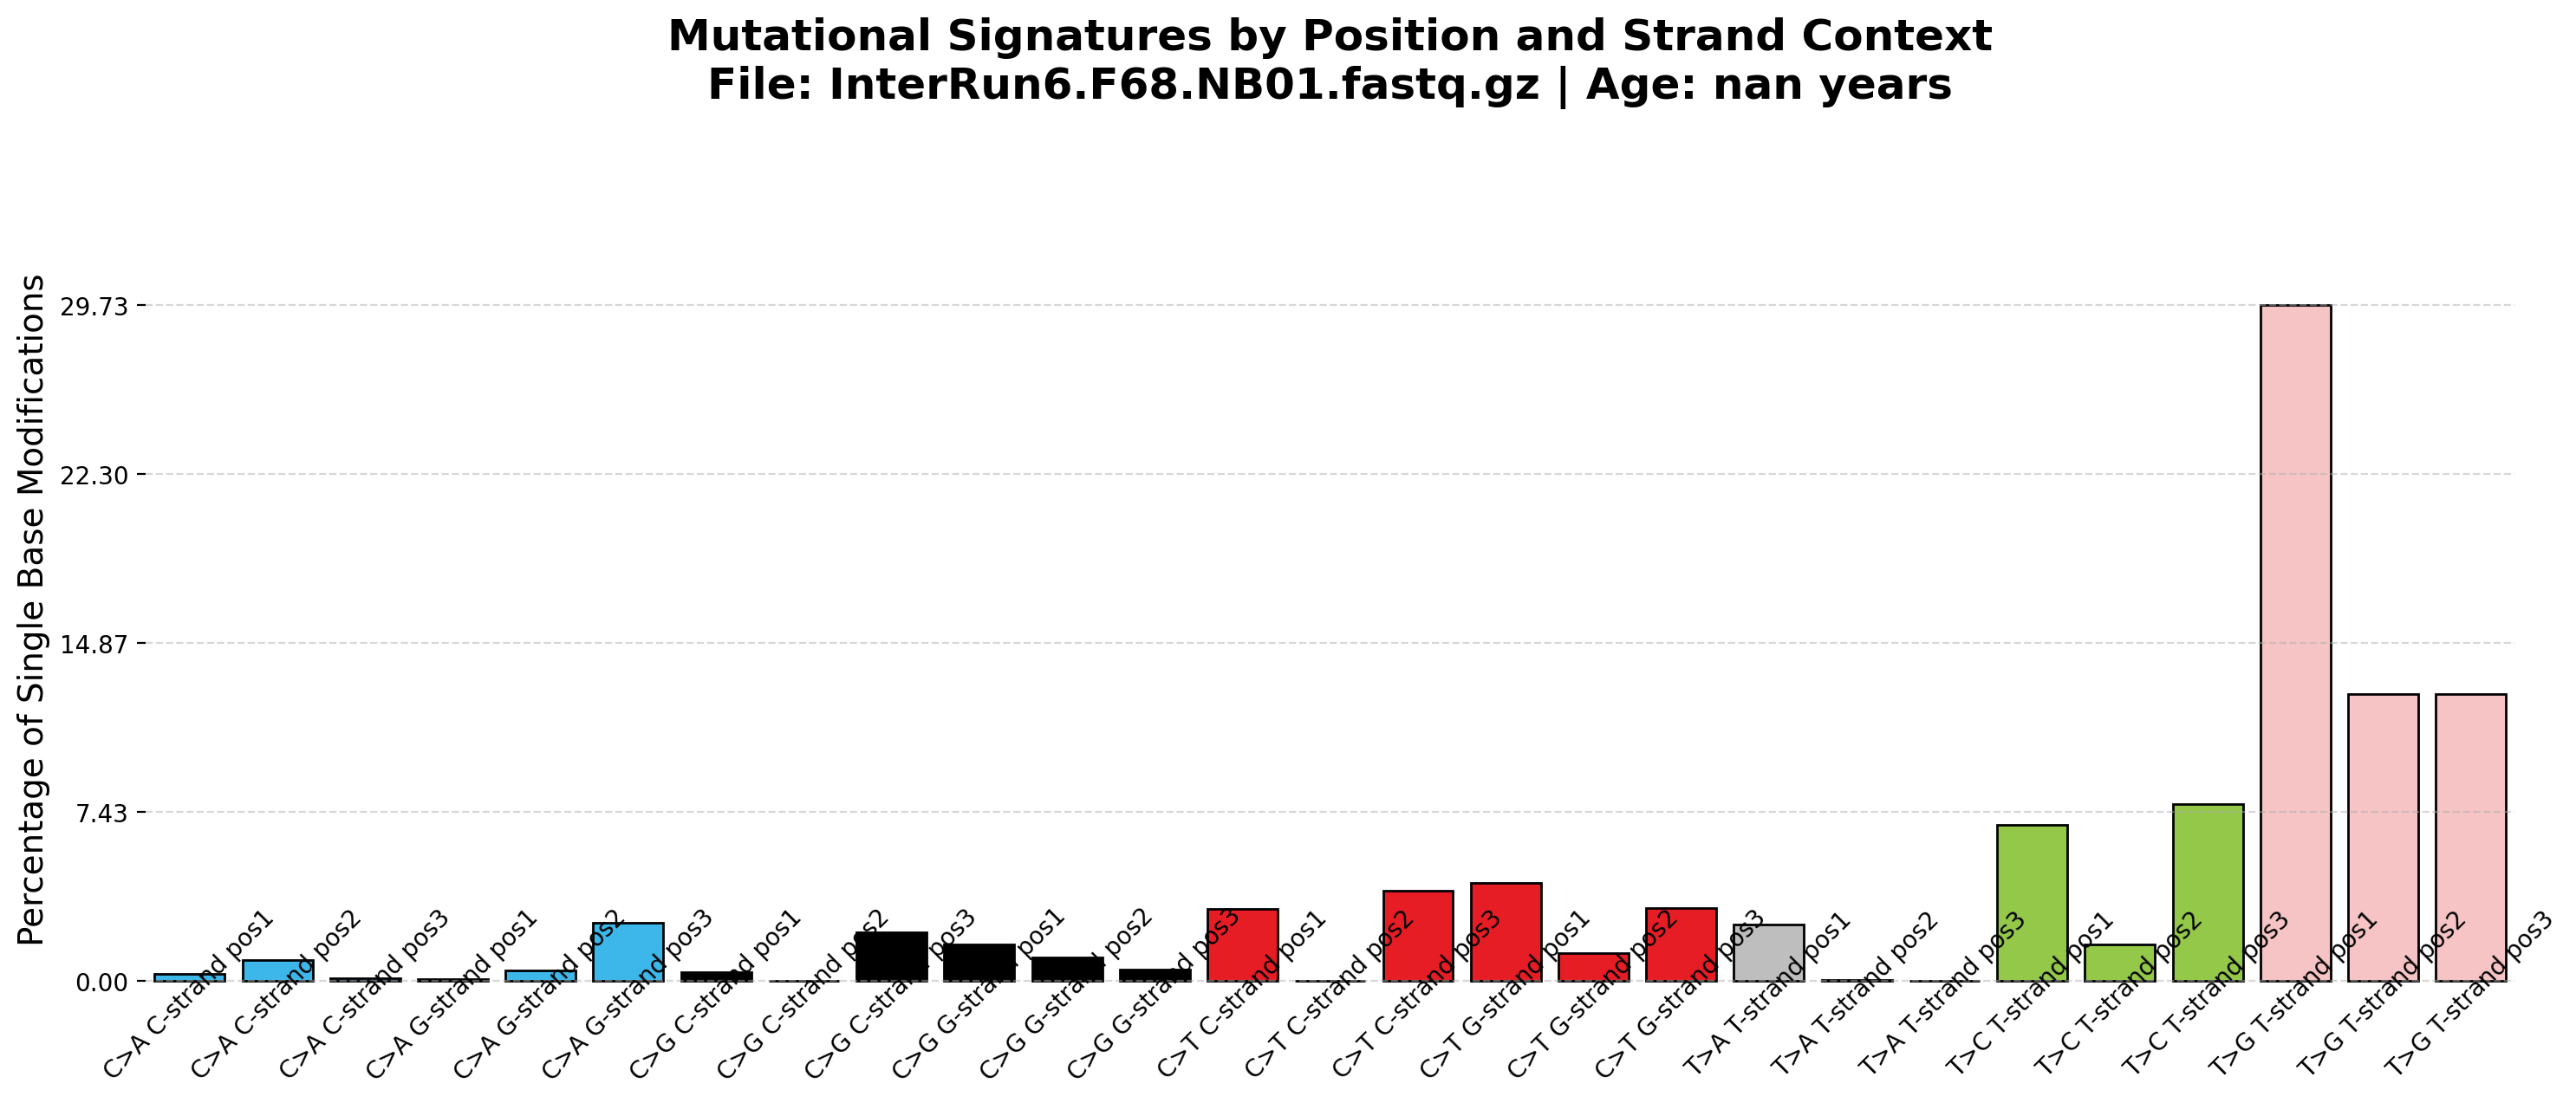 Mutational Signatures by Position and Strand Context
File: InterRun6.F68.NB01.fastq.gz | Age: nan years
Percentage of Single Base Modifications
29.73
22.30
14.87
7.43
0.00
C>A C-strand pos1
C>A C-strand pos2
C>A C-strand pos3
C>A G-strand pos1
C>A G-strand pos2
C>A G-strand pos3
C>G C-strand pos1
C>G C-strand pos2
C>G C-strand pos3
C>G G-strand pos1
C>G G-strand pos2
C>G G-strand pos3
C>T C-strand pos1
C>T C-strand pos2
C>T C-strand pos3
C>T G-strand pos1
C>T G-strand pos2
C>T G-strand pos3
T>A T-strand pos1
T>A T-strand pos2
T>A T-strand pos3
T>C T-strand pos1
T>C T-strand pos2
T>C T-strand pos3
T>G T-strand pos1
T>G T-strand pos2
T>G T-strand pos3